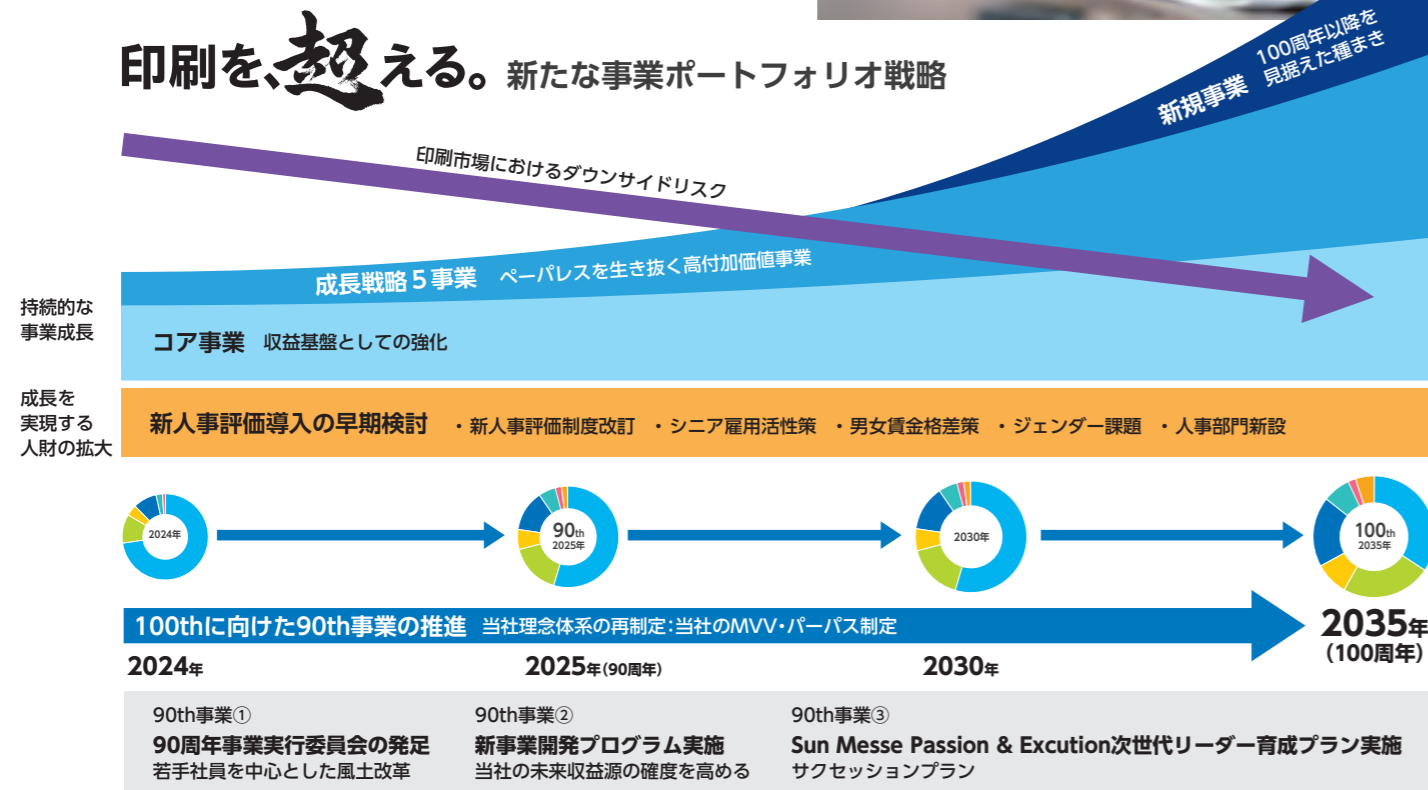 印刷を、超える。新たな事業ポートフォリオ戦略
100周年以降を
見据えた種まき
新規事業
印刷市場におけるダウンサイドリスク
成長戦略5事業 ペーパレスを生き抜く高付加価値事業
持続的な
事業成長
コア事業 収益基盤としての強化
成長を
実現する
人財の拡大
新人事評価導入の早期検討 ・新人事評価制度改訂 ・シニア雇用活性策 ・男女賃金格差策 ・ジェンダー課題 ・人事部門新設
2024年
90th
2025年
2030年
100th
2035年
100thに向けた90th事業の推進 当社理念体系の再制定：当社のMVV・パーパス制定
2035年
（100周年）
2024年
2025年（90周年）
2030年
90th事業①
90周年事業実行委員会の発足
若手社員を中心とした風土改革
90th事業②
新事業開発プログラム実施
当社の未来収益源の確度を高める
90th事業③
Sun Messe Passion & Excution次世代リーダー育成プラン実施
サクセッションプラン